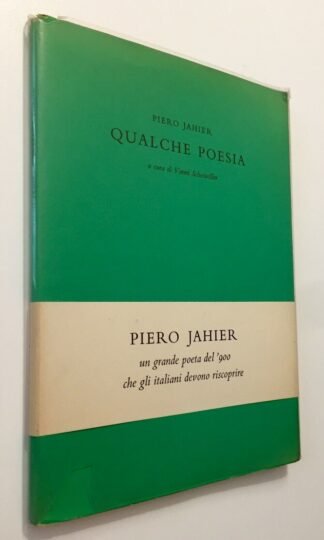 PIERO JAHIER
QUALCHE POESIA
a cura di Vanni Scheiwiller
PIERO JAHIER
un grande poeta del '900
che gli italiani devono riscoprire